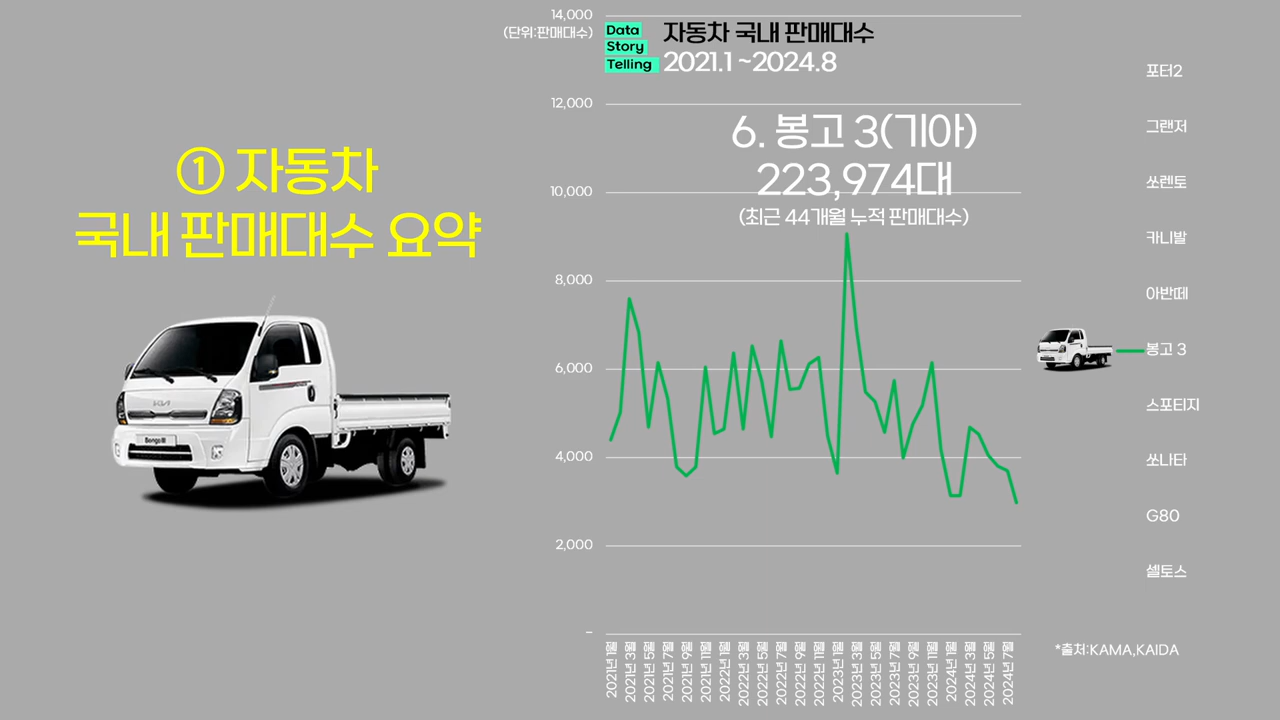 ① 자동차
국내 판매대수 요약
KIA
Bongo III
Data
Story
Telling
자동차 국내 판매대수
2021.1 ~2024.8
6. 봉고 3(기아)
223,974대
(최근 44개월 누적 판매대수)
14,000
(단위:판매대수)
12,000
10,000
8,000
6,000
4,000
2,000
–
2021년 1월
2021년 3월
2021년 5월
2021년 7월
2021년 9월
2021년 11월
2022년 1월
2022년 3월
2022년 5월
2022년 7월
2022년 9월
2022년 11월
2023년 1월
2023년 3월
2023년 5월
2023년 7월
2023년 9월
2023년 11월
2024년 1월
2024년 3월
2024년 5월
2024년 7월
포터2
그랜저
쏘렌토
카니발
아반떼
봉고 3
스포티지
쏘나타
G80
셀토스
*출처:KAMA,KAIDA